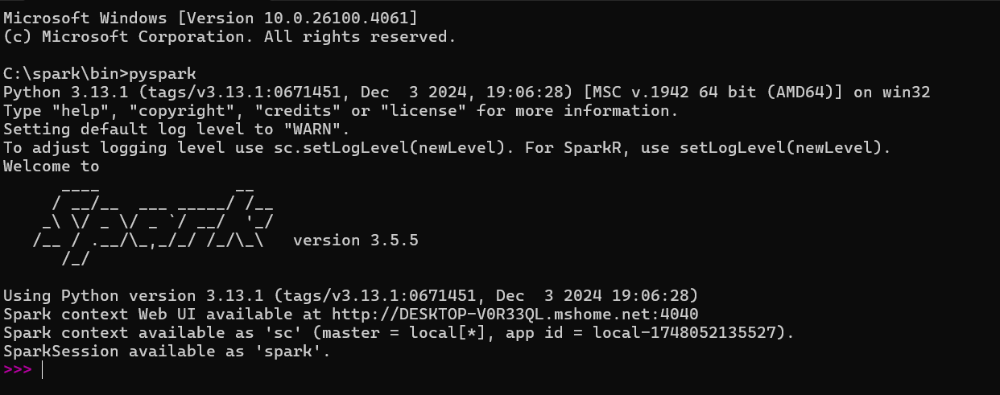 Microsoft Windows [Version 10.0.26100.4061]
(c) Microsoft Corporation. All rights reserved.
C:\spark\bin>pyspark
Python 3.13.1 (tags/v3.13.1:0671451, Dec  3 2024, 19:06:28) [MSC v.1942 64 bit (AMD64)] on win32
Type "help", "copyright", "credits" or "license" for more information.
Setting default log level to "WARN".
To adjust logging level use sc.setLogLevel(newLevel). For SparkR, use setLogLevel(newLevel).
Welcome to
      ____              __
     / __/__  ___ _____/ /__
    _\ \/ _ \/ _ `/ __/  '_/
   /__ / .__/\_,_/_/ /_/\_\   version 3.5.5
      /_/
Using Python version 3.13.1 (tags/v3.13.1:0671451, Dec  3 2024 19:06:28)
Spark context Web UI available at http://DESKTOP-V0R33QL.mshome.net:4040
Spark context available as 'sc' (master = local[*], app id = local-1748052135527).
SparkSession available as 'spark'.
>>>